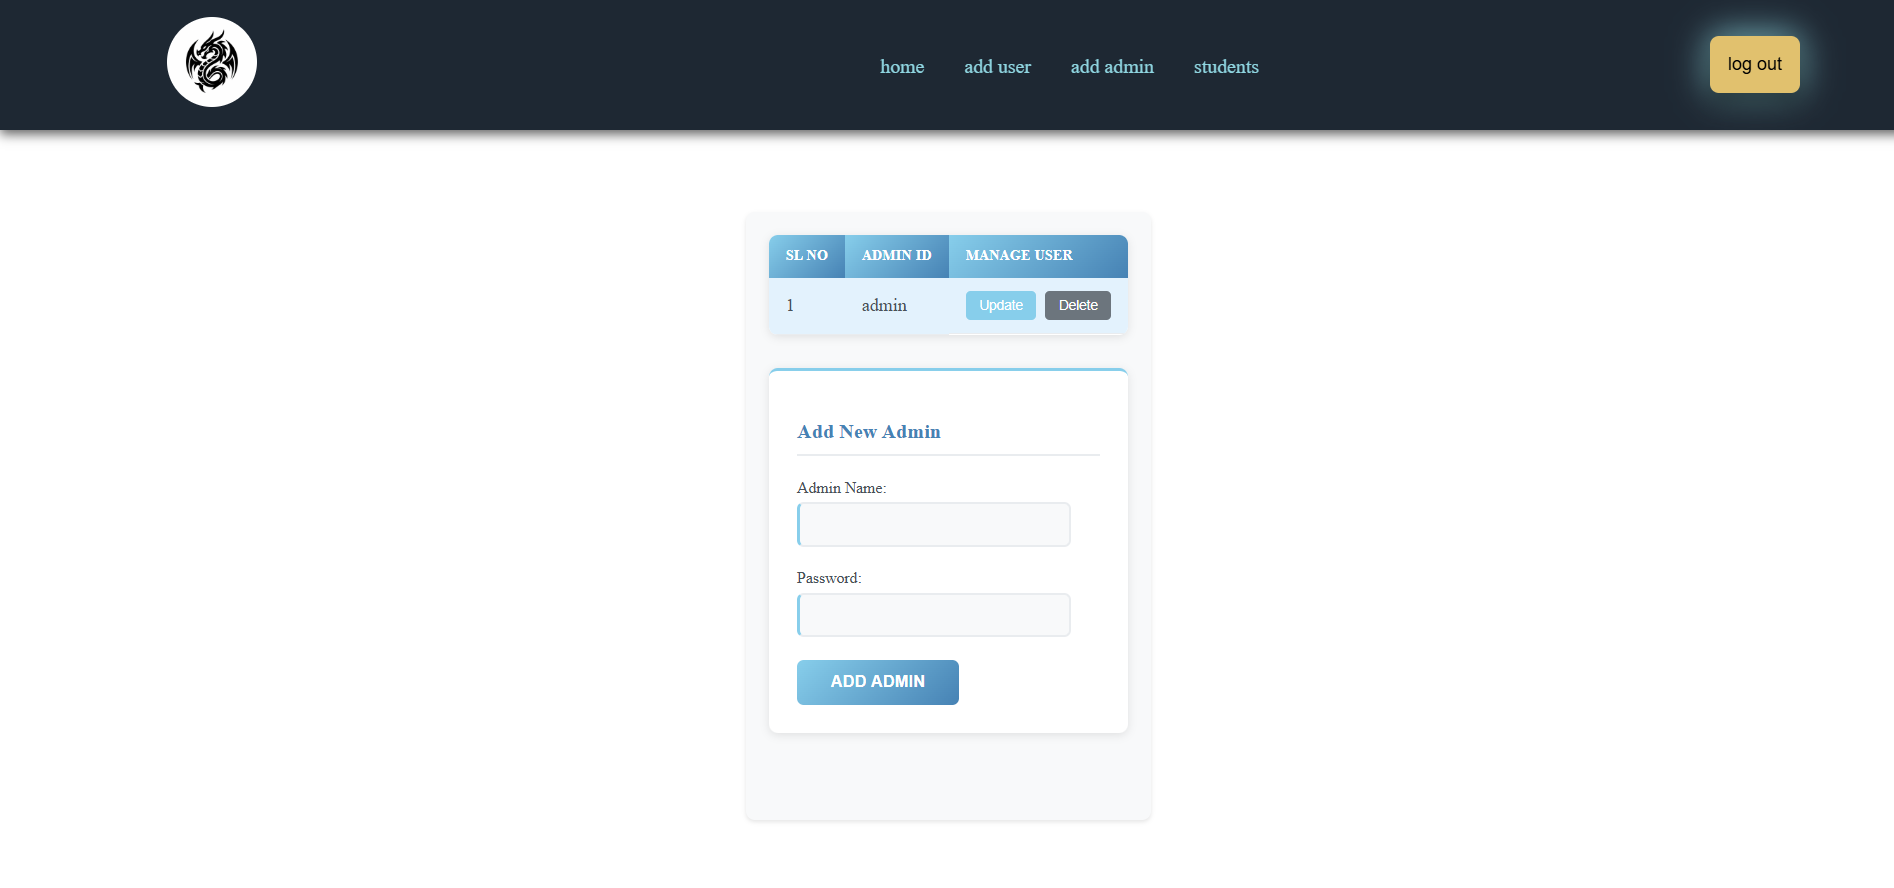 home add user add admin students
log out
SL NO ADMIN ID MANAGE USER
1 admin Update Delete
Add New Admin
Admin Name:
Password:
ADD ADMIN